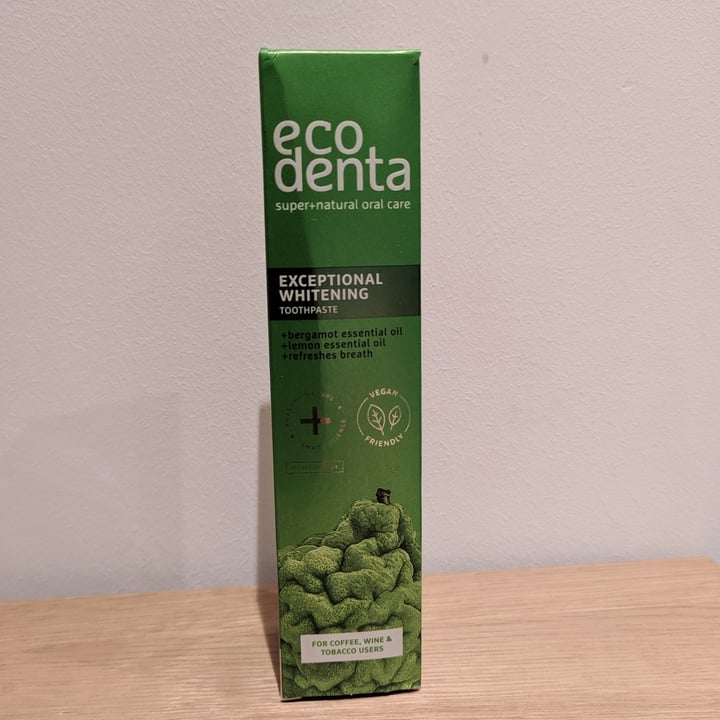 eco
denta
super+natural oral care
EXCEPTIONAL
WHITENING
TOOTHPASTE
+bergamot essential oil
+lemon essential oil
+refreshes breath
VEGAN
FRIENDLY
FOR COFFEE, WINE &
TOBACCO USERS